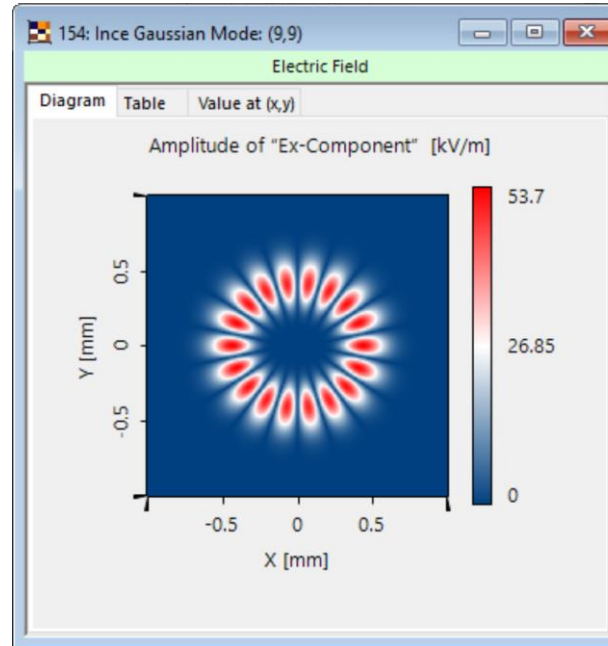 154: Ince Gaussian Mode: (9,9)
Electric Field
Diagram Table Value at (x,y)
Amplitude of "Ex-Component" [kV/m]
53.7
0.5
Y [mm]
0
26.85
-0.5
0
-0.5 0 0.5
X [mm]